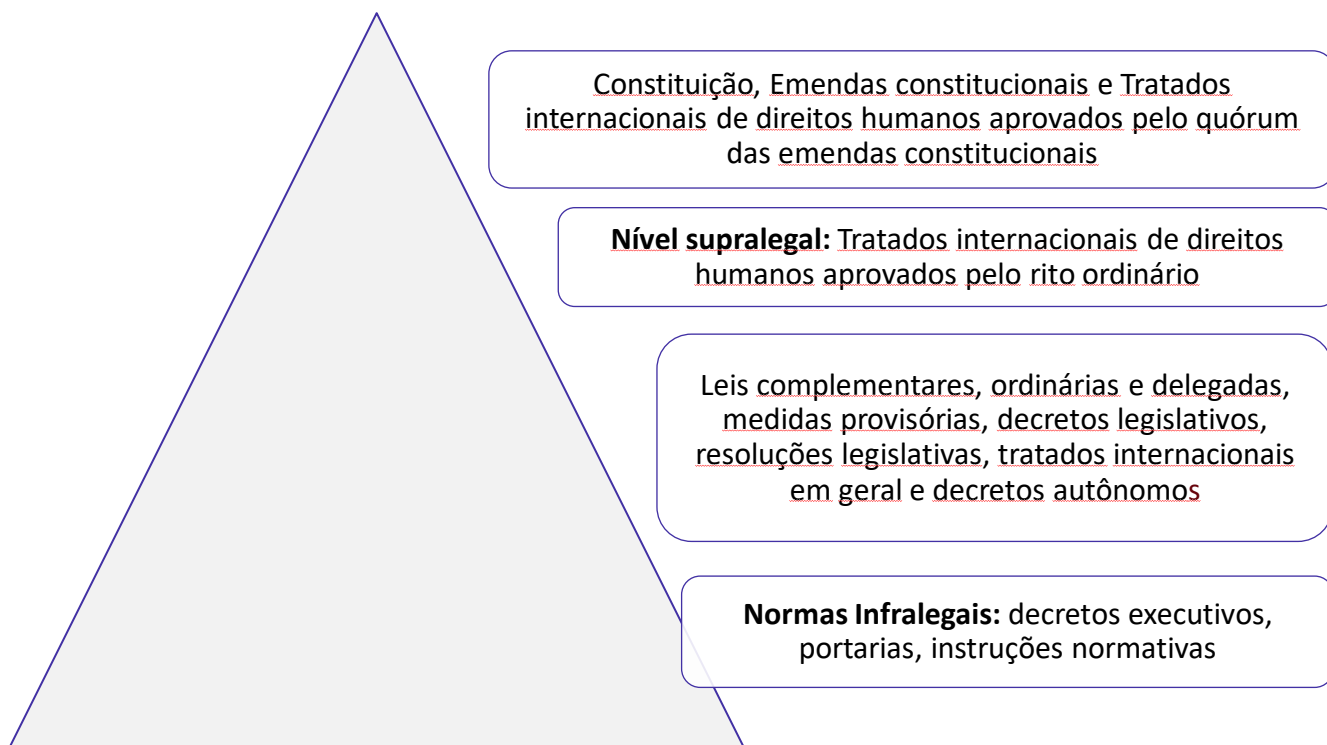 Constituição, Emendas constitucionais e Tratados
internacionais de direitos humanos aprovados pelo quórum
das emendas constitucionais
Nível supralegal: Tratados internacionais de direitos
humanos aprovados pelo rito ordinário
Leis complementares, ordinárias e delegadas,
medidas provisórias, decretos legislativos,
resoluções legislativas, tratados internacionais
em geral e decretos autônomos
Normas Infralegais: decretos executivos,
portarias, instruções normativas